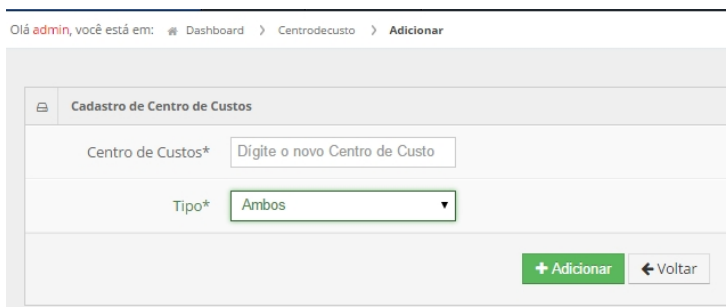 Olá admin, você está em: Dashboard > Centrodecusto > Adicionar
Cadastro de Centro de Custos
Centro de Custos* Digite o novo Centro de Custo
Tipo* Ambos
+ Adicionar Voltar